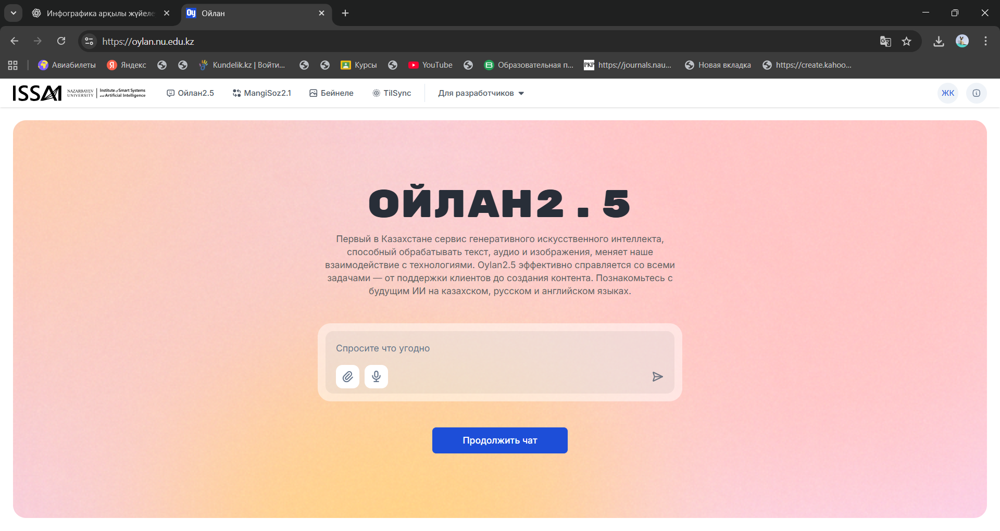 Инфографика арқылы жүйеле
Oy Ойлан
https://oylan.nu.edu.kz
Авиабилеты
Я Яндекс
Kundelik.kz | Войти...
Курсы
YouTube
B Образовательная п...
PKP https://journals.nau...
Новая вкладка
https://create.kahoo...
ISSAI NAZARBAYEV UNIVERSITY Institute of Smart Systems and Artificial Intelligence
Ойлан2.5
MangiSoz2.1
Бейнеле
TilSync
Для разработчиков
ЖК
ОЙЛАН2.5
Первый в Казахстане сервис генеративного искусственного интеллекта,
способный обрабатывать текст, аудио и изображения, меняет наше
взаимодействие с технологиями. Oylan2.5 эффективно справляется со всеми
задачами — от поддержки клиентов до создания контента. Познакомьтесь с
будущим ИИ на казахском, русском и английском языках.
Спросите что угодно
Продолжить чат